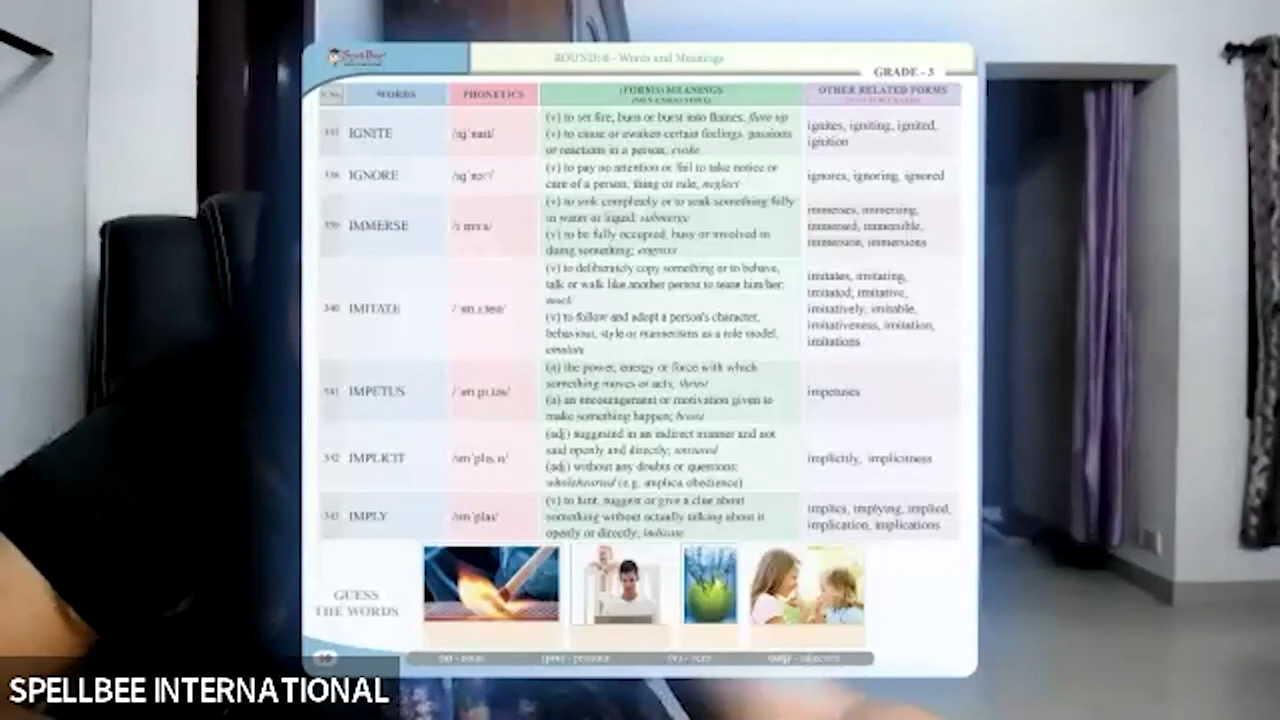 SpellBee
ROUND: 6 - Words and Meanings
GRADE - 3
WORDS PHONETICS (FORMS) MEANINGS OTHER RELATED FORMS
IGNITE
(v) to set fire, burn or burst into flames, flare up
(v) to cause or awaken certain feelings, passions
or reactions in a person; evoke
ignites, igniting, ignited,
ignition
IGNORE
(v) to pay no attention or fail to take notice or
care of a person, thing or rule, neglect
ignores, ignoring, ignored
IMMERSE
(v) to sink completely or to soak something fully
in water or liquid; submerge
(v) to be fully occupied, busy or involved in
doing something; engross
immerses, immersing,
immersed, immersible,
immersion, immersions
340 IMITATE
(v) to deliberately copy something or to behave,
talk or walk like another person to tease him/her;
mock
(v) to follow and adopt a person's character,
behaviour, style or mannerisms as a role model,
emulate
imitates, imitating,
imitated, imitative,
imitatively, imitable,
imitativeness, imitation,
imitations
341 IMPETUS
(n) the power, energy or force with which
something moves or acts, thrust
(n) an encouragement or motivation given to
make something happen; boost
impetuses
342 IMPLICIT
(adj) suggested in an indirect manner and not
said openly and directly;
(adj) without any doubts or questions;
wholehearted (e.g. implicit obedience)
implicitly, implicitness
343 IMPLY
(v) to hint, suggest or give a clue about
something without actually talking about it
openly or directly; indicate
implies, implying, implied,
implication, implications
GUESS
THE WORDS
SPELLBEE INTERNATIONAL